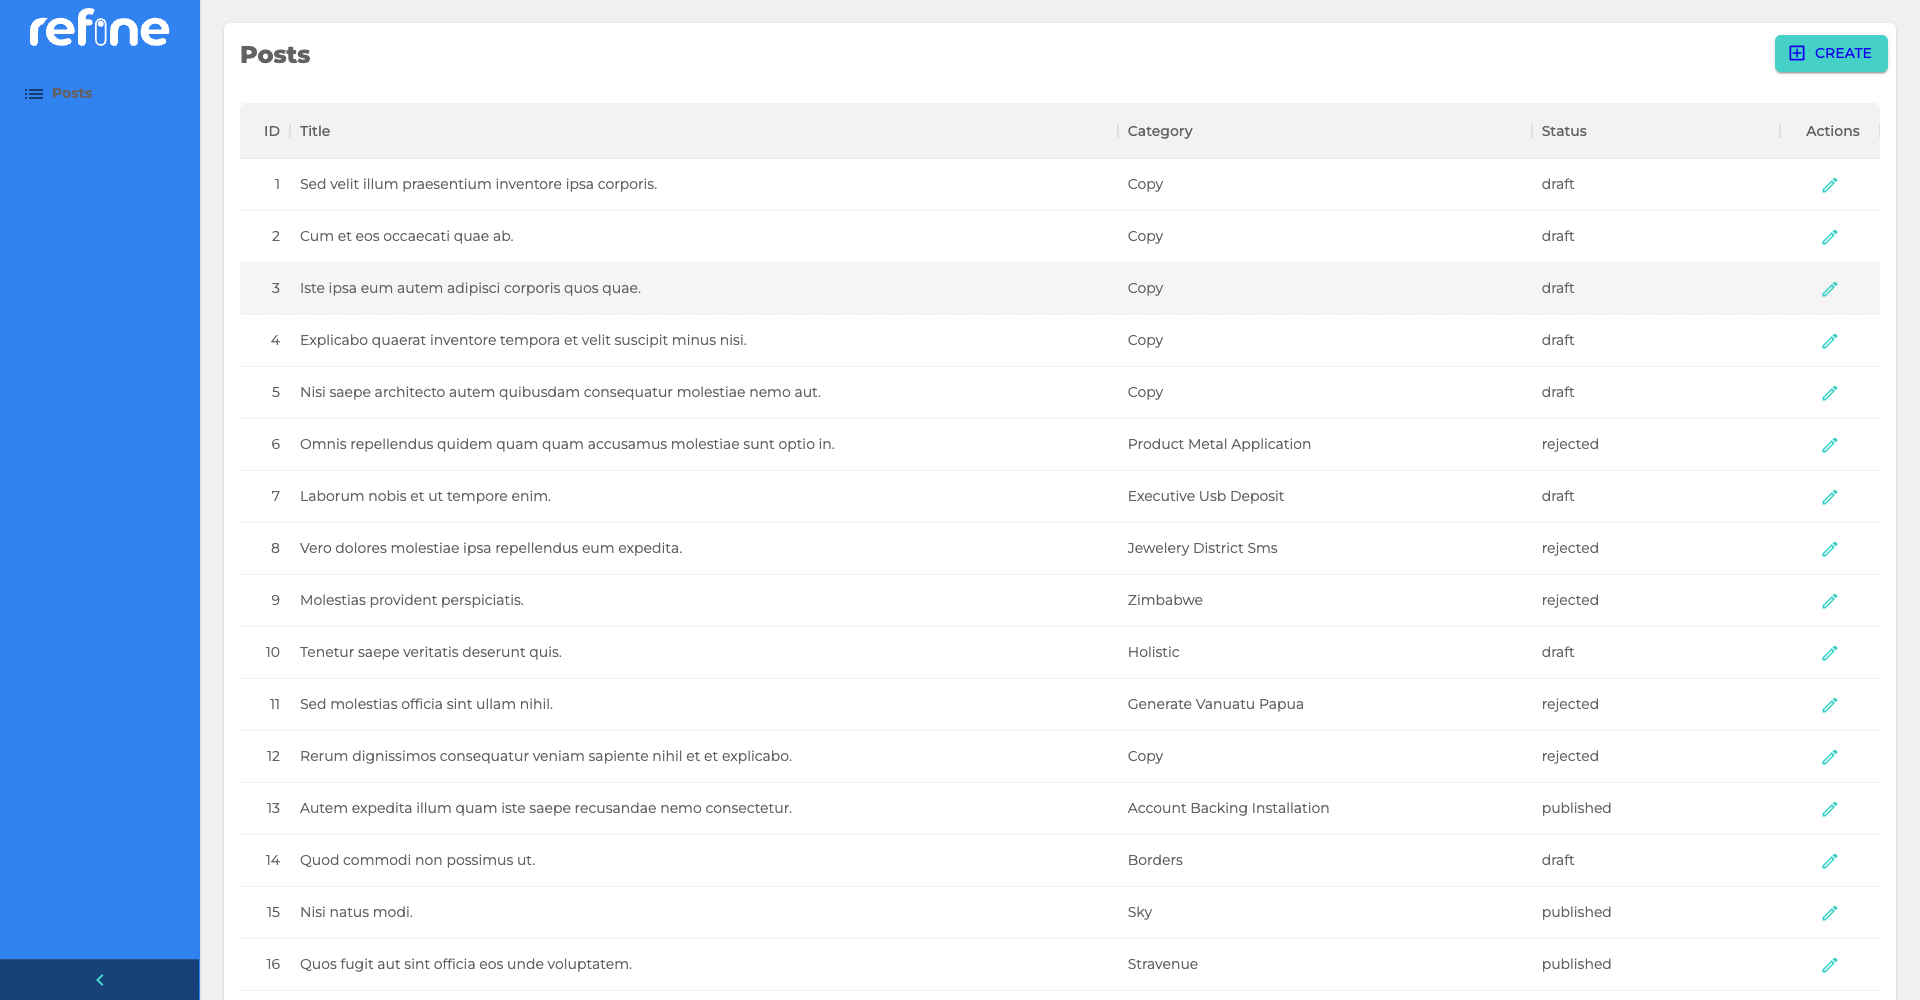 refine
Posts
Posts
CREATE
ID Title Category Status Actions
1 Sed velit illum praesentium inventore ipsa corporis. Copy draft
2 Cum et eos occaecati quae ab. Copy draft
3 Iste ipsa eum autem adipisci corporis quos quae. Copy draft
4 Explicabo quaerat inventore tempora et velit suscipit minus nisi. Copy draft
5 Nisi saepe architecto autem quibusdam consequatur molestiae nemo aut. Copy draft
6 Omnis repellendus quidem quam quam accusamus molestiae sunt optio in. Product Metal Application rejected
7 Laborum nobis et ut tempore enim. Executive Usb Deposit draft
8 Vero dolores molestiae ipsa repellendus eum expedita. Jewelery District Sms rejected
9 Molestias provident perspiciatis. Zimbabwe rejected
10 Tenetur saepe veritatis deserunt quis. Holistic draft
11 Sed molestias officia sint ullam nihil. Generate Vanuatu Papua rejected
12 Rerum dignissimos consequatur veniam sapiente nihil et et explicabo. Copy rejected
13 Autem expedita illum quam iste saepe recusandae nemo consectetur. Account Backing Installation published
14 Quod commodi non possimus ut. Borders draft
15 Nisi natus modi. Sky published
16 Quos fugit aut sint officia eos unde voluptatem. Stravenue published